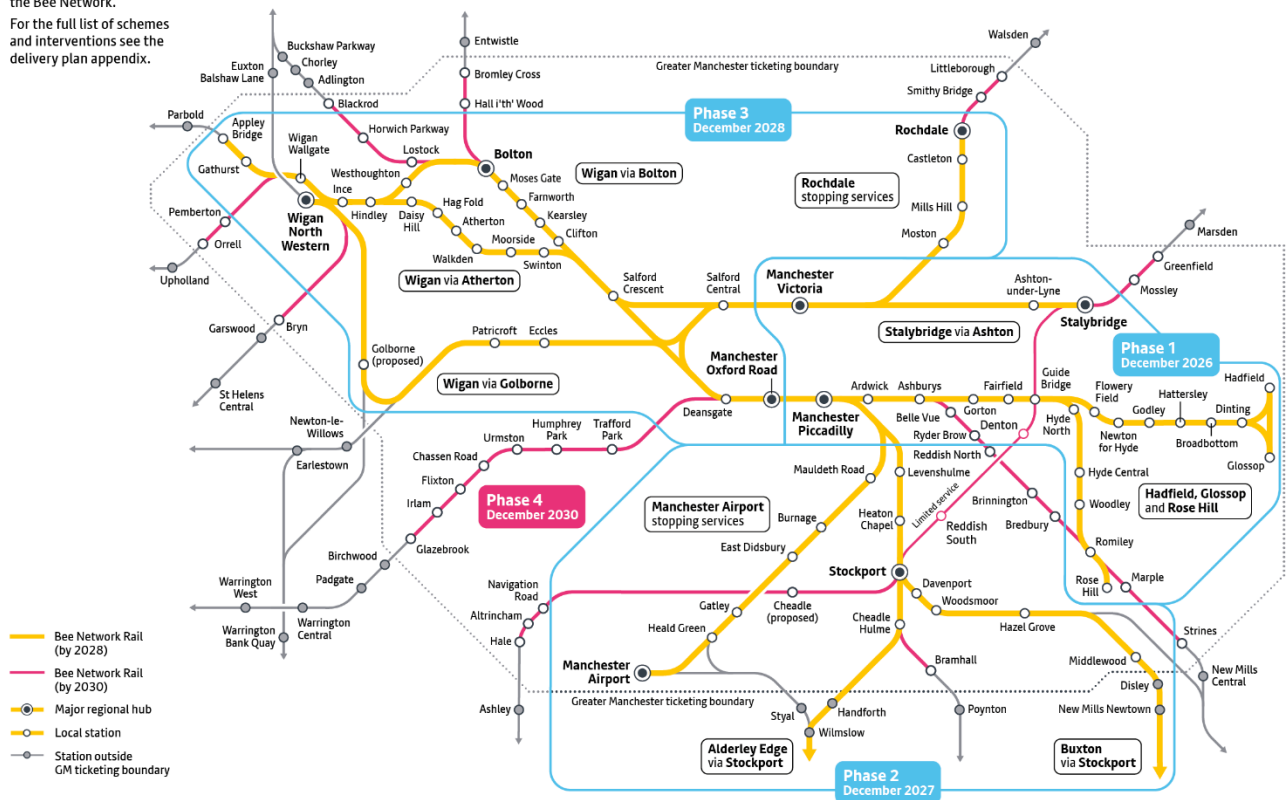 the Bee Network.
For the full list of schemes
and interventions see the
delivery plan appendix.
Buckshaw Parkway
Euxton
Balshaw Lane
Chorley
Adlington
Blackrod
Parbold
Appley
Bridge
Wigan
Wallgate
Horwich Parkway
Lostock
Gathurst
Westhoughton
Entwistle
Bromley Cross
Hall i'th' Wood
Bolton
Greater Manchester ticketing boundary
Phase 3
December 2028
Walsden
Littleborough
Smithy Bridge
Rochdale
Castleton
Mills Hill
Moston
Rochdale
stopping services
Wigan via Bolton
Moses Gate
Farnworth
Kearsley
Clifton
Ince
Hindley
Daisy
Hill
Hag Fold
Atherton
Walkden
Moorside
Swinton
Wigan
North
Western
Pemberton
Orrell
Upholland
Wigan via Atherton
Salford
Crescent
Salford
Central
Manchester
Victoria
Ashton-
under-Lyne
Stalybridge
Marsden
Greenfield
Mossley
Stalybridge via Ashton
Phase 1
December 2026
Garswood
Bryn
St Helens
Central
Golborne
(proposed)
Patricroft
Eccles
Wigan via Golborne
Manchester
Oxford Road
Deansgate
Manchester
Piccadilly
Ardwick
Ashburys
Belle Vue
Gorton
Fairfield
Guide
Bridge
Denton
Ryder Brow
Reddish North
Hyde
North
Flowery
Field
Newton
for Hyde
Godley
Hattersley
Broadbottom
Dinting
Hadfield
Glossop
Newton-le-
Willows
Earlestown
Chassen Road
Urmston
Humphrey
Park
Trafford
Park
Flixton
Irlam
Glazebrook
Birchwood
Padgate
Warrington
West
Warrington
Central
Warrington
Bank Quay
Phase 4
December 2030
Mauldeth Road
Levenshulme
Manchester Airport
stopping services
Burnage
Heaton
Chapel
East Didsbury
Limited service
Reddish
South
Brinnington
Bredbury
Hyde Central
Woodley
Romiley
Rose
Hill
Marple
Hadfield, Glossop
and Rose Hill
Stockport
Davenport
Woodsmoor
Hazel Grove
Navigation
Road
Altrincham
Hale
Ashley
Cheadle
(proposed)
Gatley
Heald Green
Cheadle
Hulme
Bramhall
Poynton
Manchester
Airport
Greater Manchester ticketing boundary
Styal
Handforth
Wilmslow
Middlewood
Disley
New Mills Newtown
Strines
New Mills
Central
Alderley Edge
via Stockport
Buxton
via Stockport
Phase 2
December 2027
Bee Network Rail
(by 2028)
Bee Network Rail
(by 2030)
Major regional hub
Local station
Station outside
GM ticketing boundary